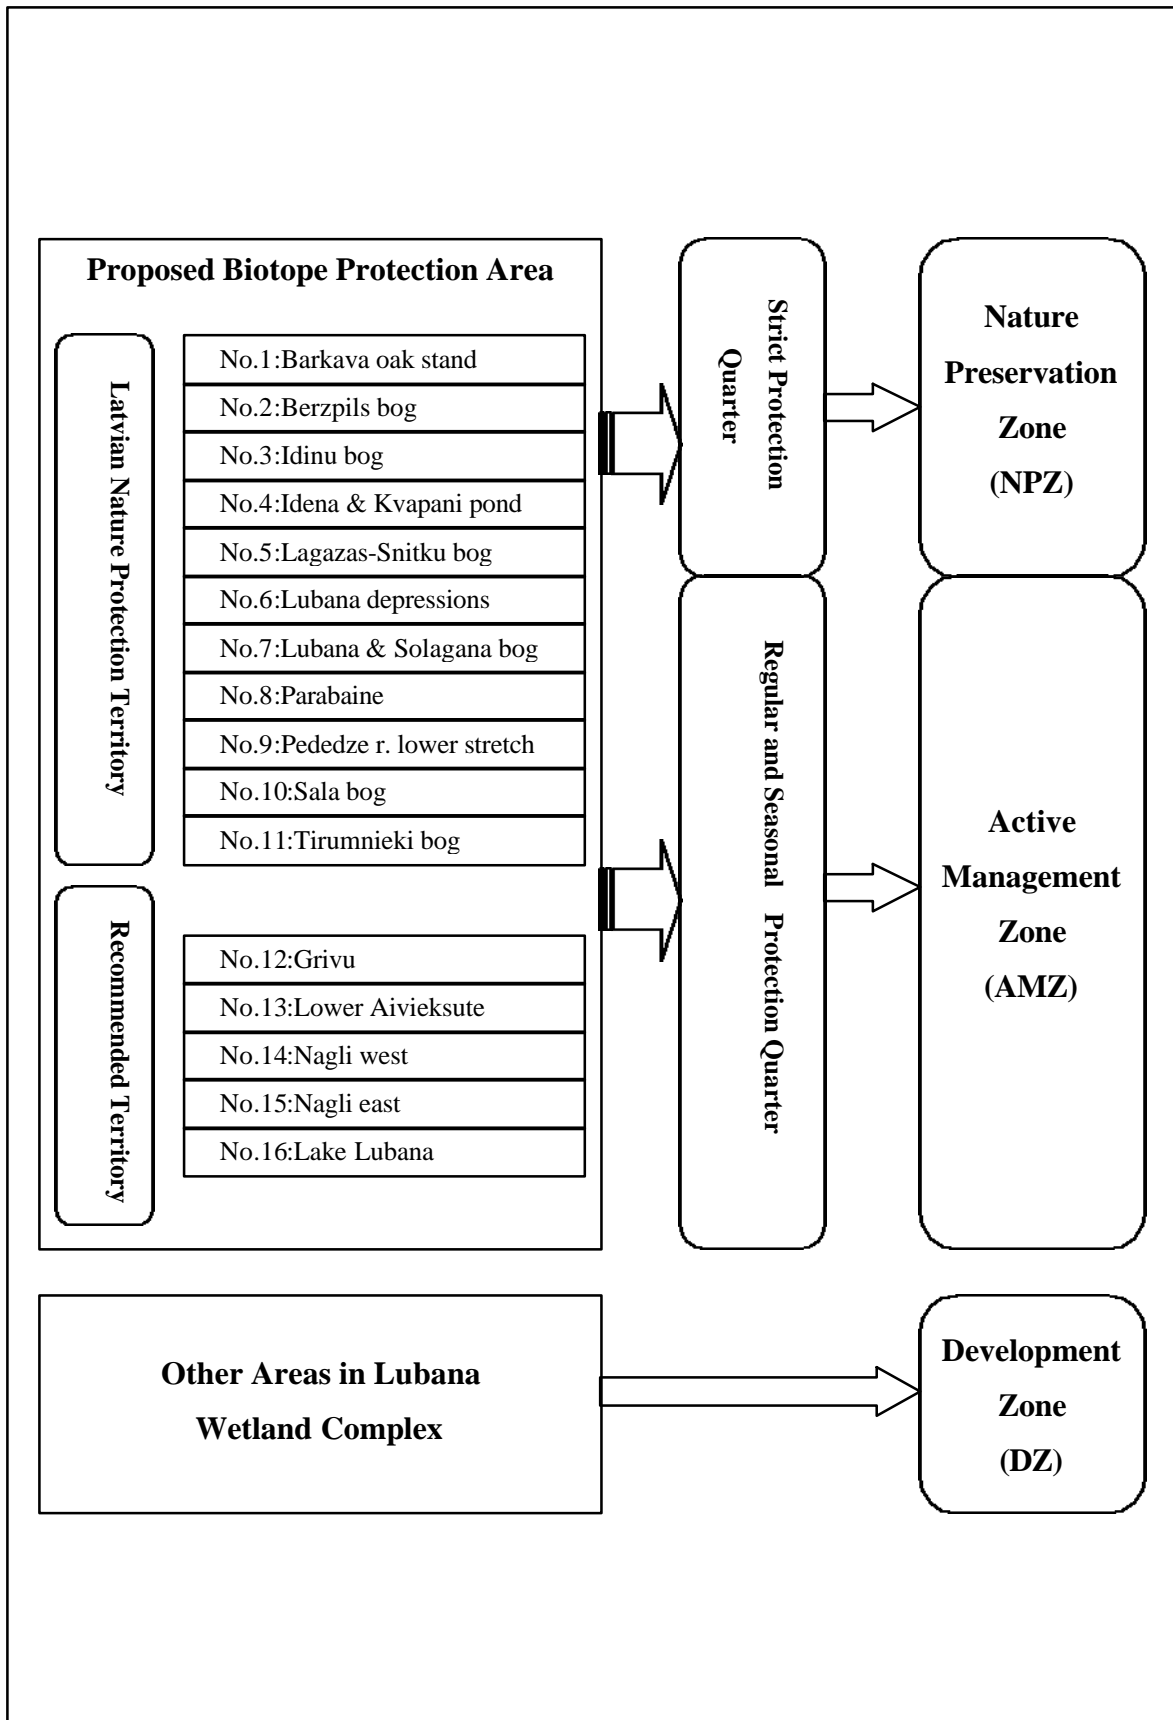 Proposed Biotope Protection Area
Latvian Nature Protection Territory
No.1:Barkava oak stand
No.2:Berzpils bog
No.3:Idinu bog
No.4:Idena & Kvapani pond
No.5:Lagazas-Snitku bog
No.6:Lubana depressions
No.7:Lubana & Solagana bog
No.8:Parabaine
No.9:Pededze r. lower stretch
No.10:Sala bog
No.11:Tirumnieki bog
Recommended Territory
No.12:Grivu
No.13:Lower Aivieksute
No.14:Nagli west
No.15:Nagli east
No.16:Lake Lubana
Strict Protection
Quarter
Regular and Seasonal Protection Quarter
Nature
Preservation
Zone
(NPZ)
Active
Management
Zone
(AMZ)
Other Areas in Lubana
Wetland Complex
Development
Zone
(DZ)